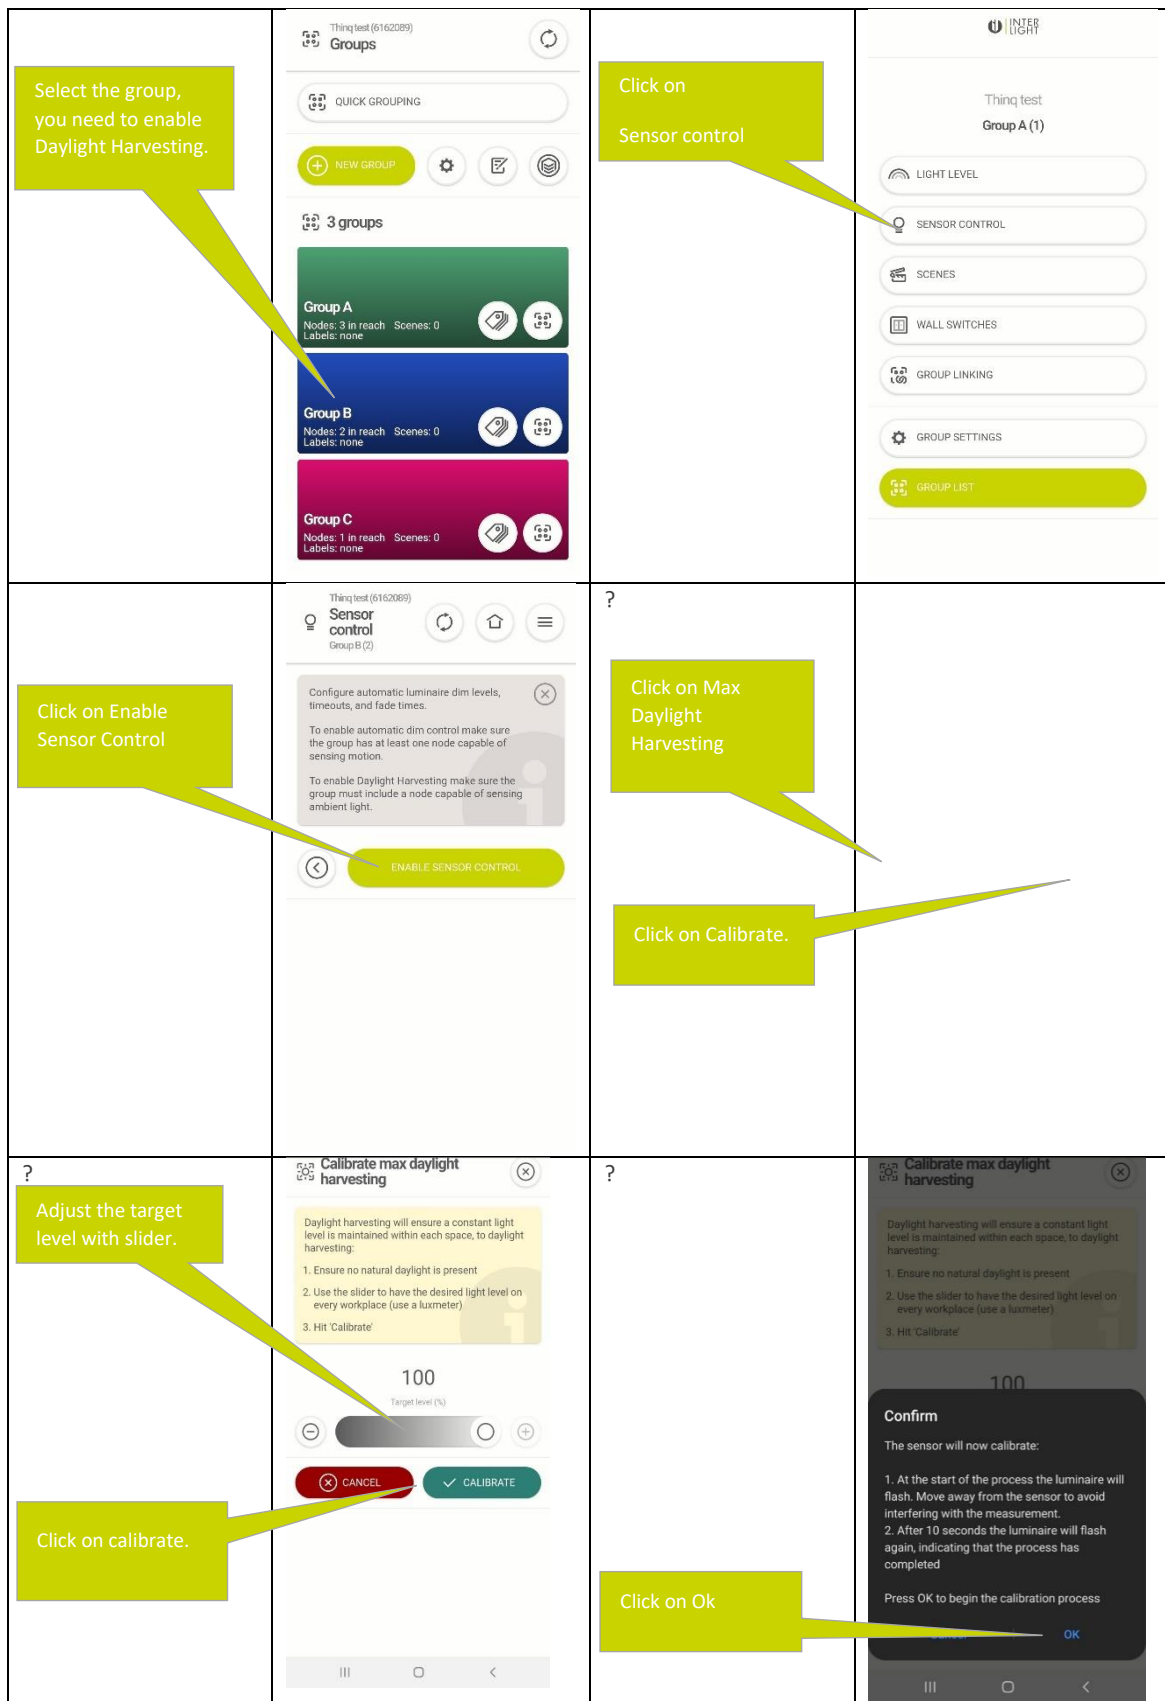 Select the group,
you need to enable
Daylight Harvesting.
Thinq test (6162089)
Groups
QUICK GROUPING
NEW GROUP
3 groups
Group A
Nodes: 3 in reach Scenes: 0
Labels: none
Group B
Nodes: 2 in reach Scenes: 0
Labels: none
Group C
Nodes: 1 in reach Scenes: 0
Labels: none
Click on
Sensor control
INTER
LIGHT
Thinq test
Group A (1)
LIGHT LEVEL
SENSOR CONTROL
SCENES
WALL SWITCHES
GROUP LINKING
GROUP SETTINGS
GROUP LIST
Click on Enable
Sensor Control
Thinq test (6162089)
Sensor
control
Group B (2)
Configure automatic luminaire dim levels,
timeouts, and fade times.
To enable automatic dim control make sure
the group has at least one node capable of
sensing motion.
To enable Daylight Harvesting make sure the
group must include a node capable of sensing
ambient light.
ENABLE SENSOR CONTROL
?
Click on Max
Daylight
Harvesting
Click on Calibrate.
?
Adjust the target
level with slider.
Click on calibrate.
Calibrate max daylight
harvesting
Daylight harvesting will ensure a constant light
level is maintained within each space, to daylight
harvesting:
1. Ensure no natural daylight is present
2. Use the slider to have the desired light level on
every workplace (use a luxmeter)
3. Hit 'Calibrate'
100
Target level (%)
CANCEL
CALIBRATE
?
Click on Ok
Calibrate max daylight
harvesting
Daylight harvesting will ensure a constant light
level is maintained within each space, to daylight
harvesting:
1. Ensure no natural daylight is present
2. Use the slider to have the desired light level on
every workplace (use a luxmeter)
3. Hit 'Calibrate'
100
Confirm
The sensor will now calibrate:
1. At the start of the process the luminaire will
flash. Move away from the sensor to avoid
interfering with the measurement.
2. After 10 seconds the luminaire will flash
again, indicating that the process has
completed
Press OK to begin the calibration process
OK